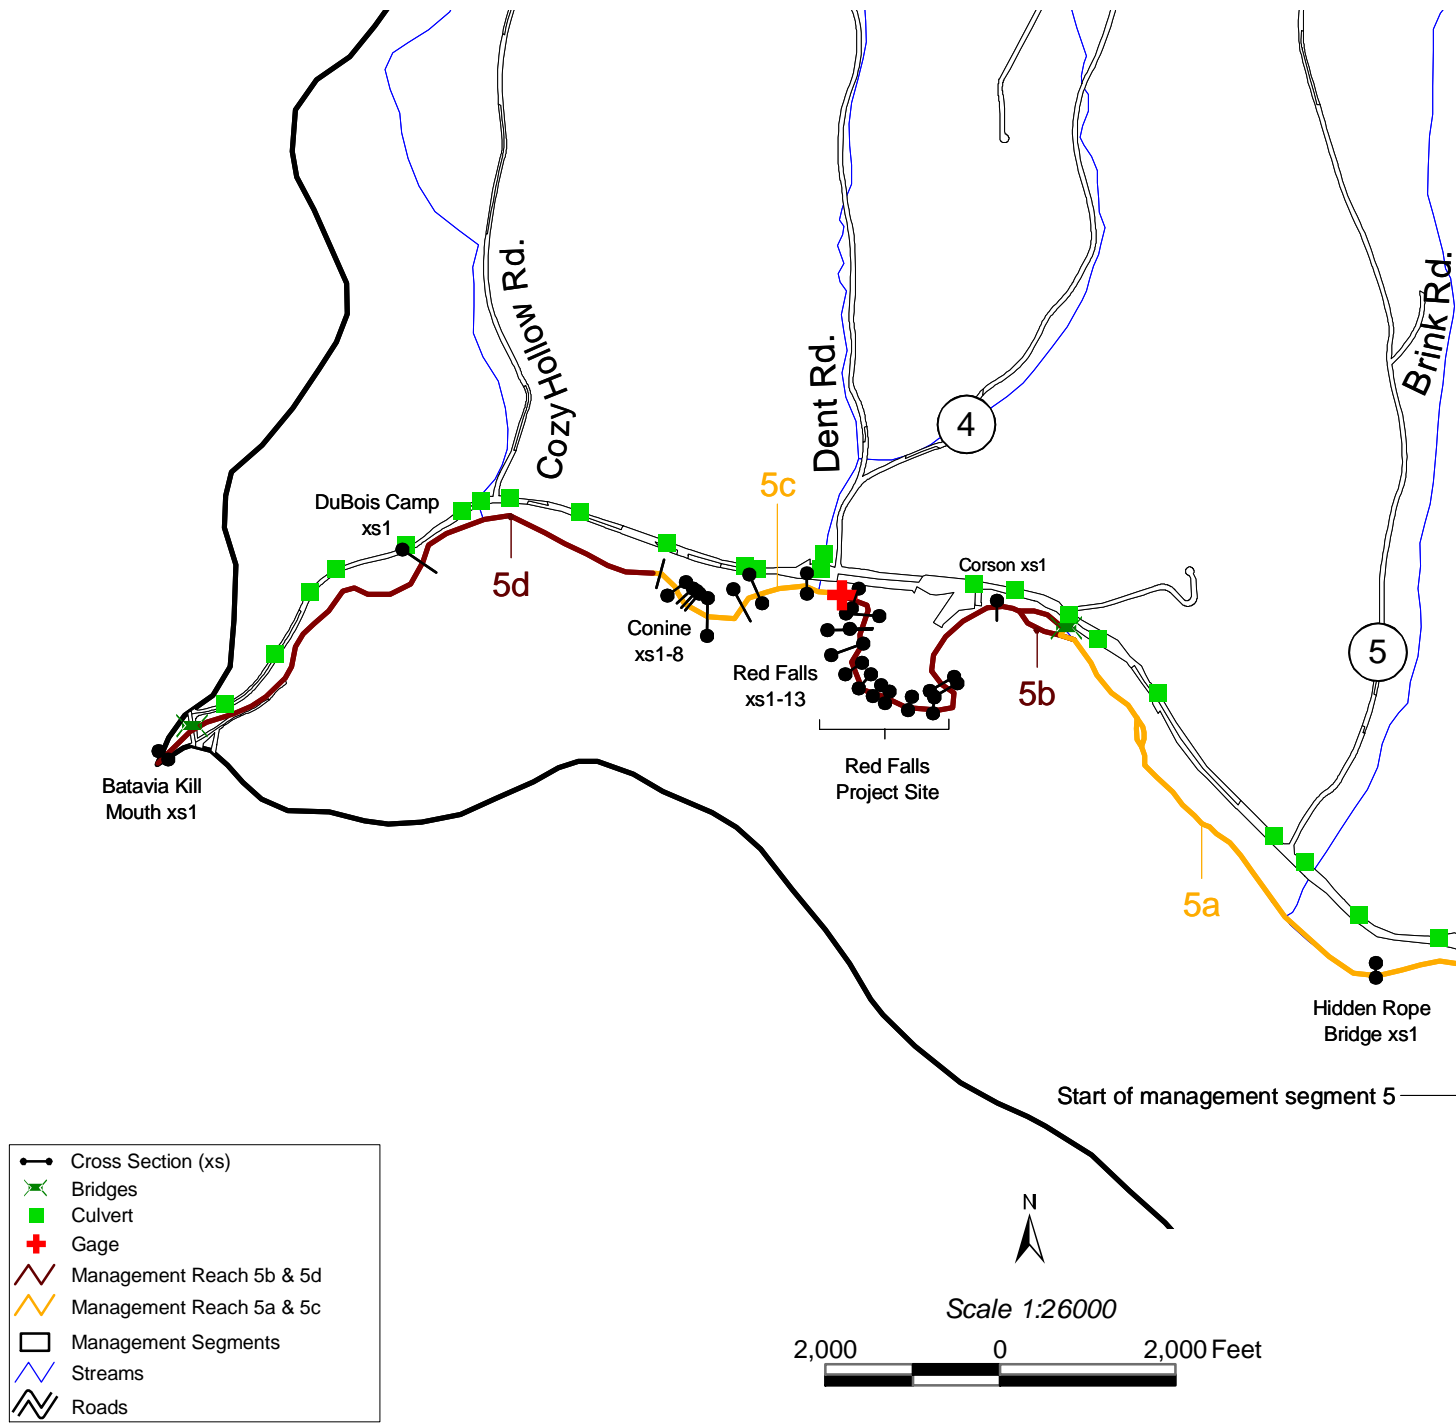 Cozy Hollow Rd.
Dent Rd.
Brink Rd.
4
5
DuBois Camp
xs1
5c
5d
Corson xs1
Conine
xs1-8
Red Falls
xs1-13
5b
Red Falls
Project Site
Batavia Kill
Mouth xs1
5a
Hidden Rope
Bridge xs1
Start of management segment 5
Cross Section (xs)
Bridges
Culvert
Gage
Management Reach 5b & 5d
Management Reach 5a & 5c
Management Segments
Streams
Roads
N
Scale 1:26000
2,000 0 2,000 Feet